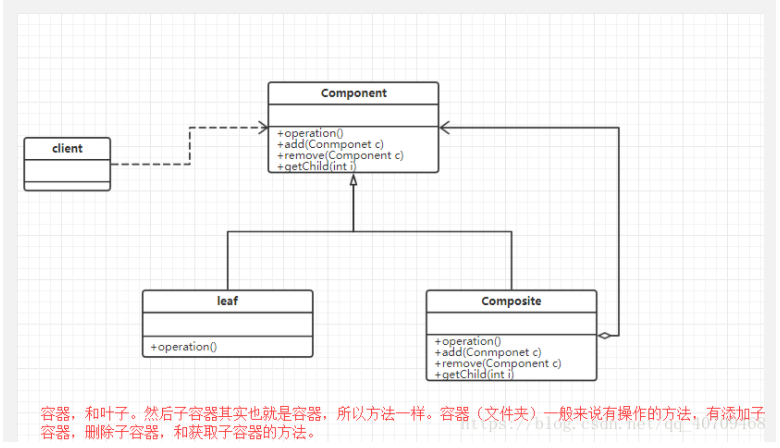 Component
+operation()
+add(Conmponet c)
+remove(Component c)
+getChild(int i)
client
leaf
+operation()
Composite
+operation()
+add(Conmponet c)
+remove(Component c)
+getChild(int i)
容器，和叶子。然后子容器其实也就是容器，所以方法一样。容器（文件夹）一般来说有操作的方法，有添加子
容器，删除子容器，和获取子容器的方法。
https://blog.csdn.net/qq_40709468